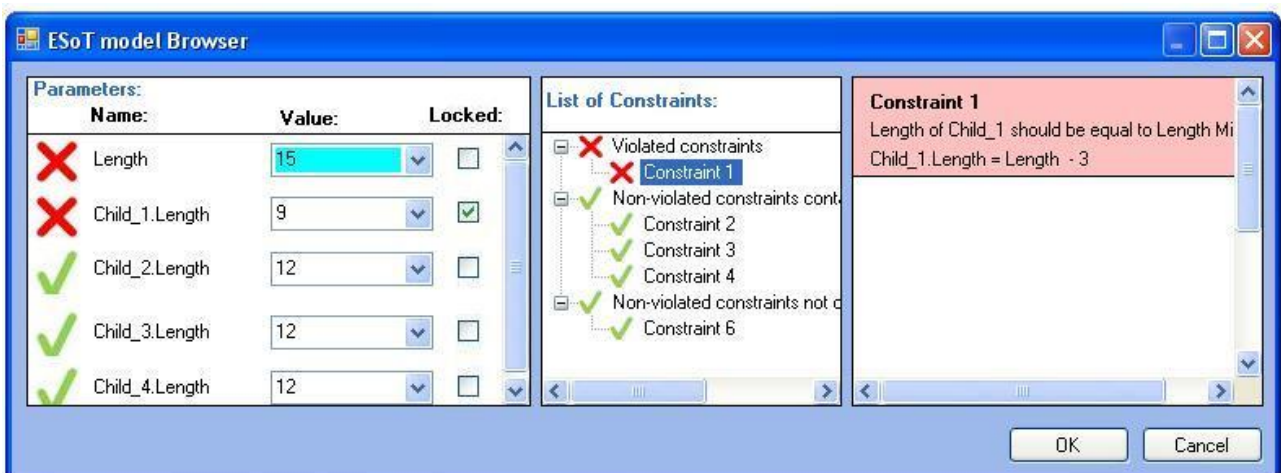 ESoT model Browser
Parameters:
Name: Value: Locked:
Length 15
Child_1.Length 9
Child_2.Length 12
Child_3.Length 12
Child_4.Length 12
List of Constraints:
Violated constraints
Constraint 1
Non-violated constraints
Constraint 2
Constraint 3
Constraint 4
Non-violated constraints not
Constraint 6
Constraint 1
Length of Child_1 should be equal to Length Mi
Child_1.Length = Length - 3
OK Cancel